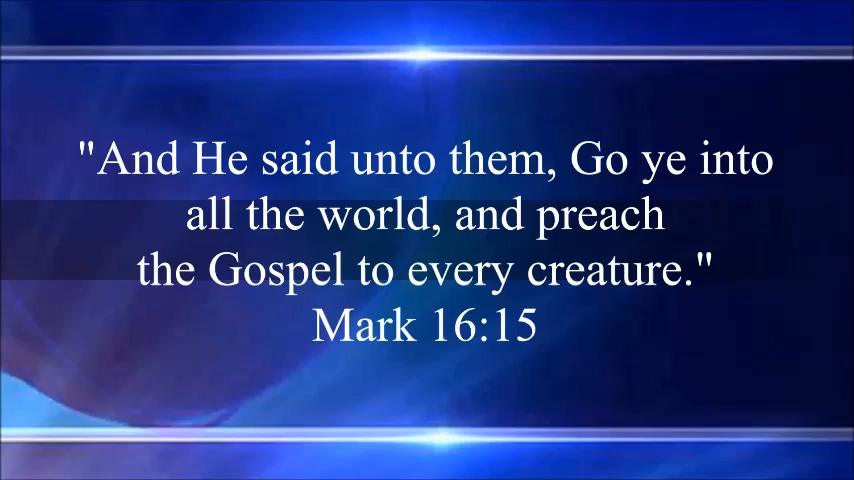 "And He said unto them, Go ye into
all the world, and preach
the Gospel to every creature."
Mark 16:15